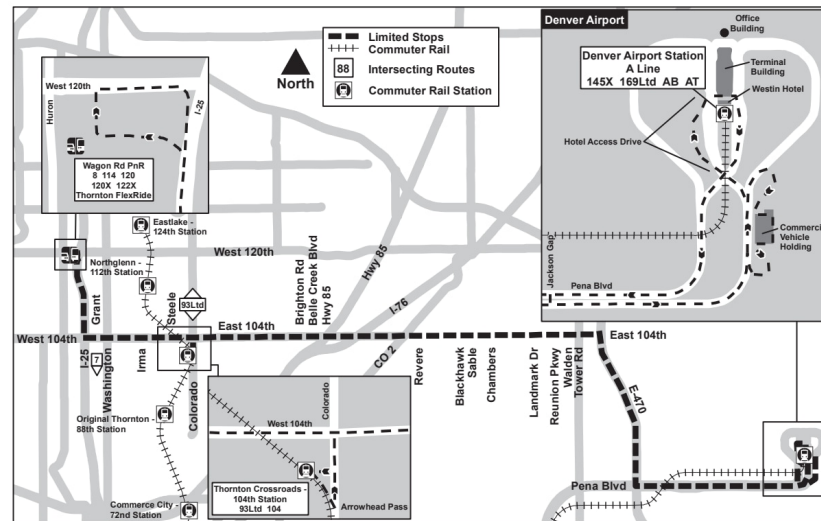 Limited Stops
Commuter Rail
88 Intersecting Routes
Commuter Rail Station
North
West 120th
Huron
I-25
Wagon Rd PnR
8 114 120
120X 122X
Thornton FlexRide
Denver Airport
Office
Building
Denver Airport Station
A Line
145X 169Ltd AB AT
Terminal
Building
Westin Hotel
Hotel Access Drive
Commerci
Vehicle
Holding
Jackson Gap
Pena Blvd
Eastlake -
124th Station
West 120th
Northglenn -
112th Station
Grant
Steele
93Ltd
Brighton Rd
Belle Creek Blvd
Hwy 85
Hwy 85
I-76
West 104th
East 104th
East 104th
I-25
7
Washington
Irma
Colorado
CO 2
Revere
Blackhawk
Sable
Chambers
Landmark Dr
Reunion Pkwy
Walden
Tower Rd
E-470
Original Thornton -
88th Station
Colorado
West 104th
Thornton Crossroads -
104th Station
93Ltd 104
Arrowhead Pass
Commerce City -
72nd Station
Pena Blvd